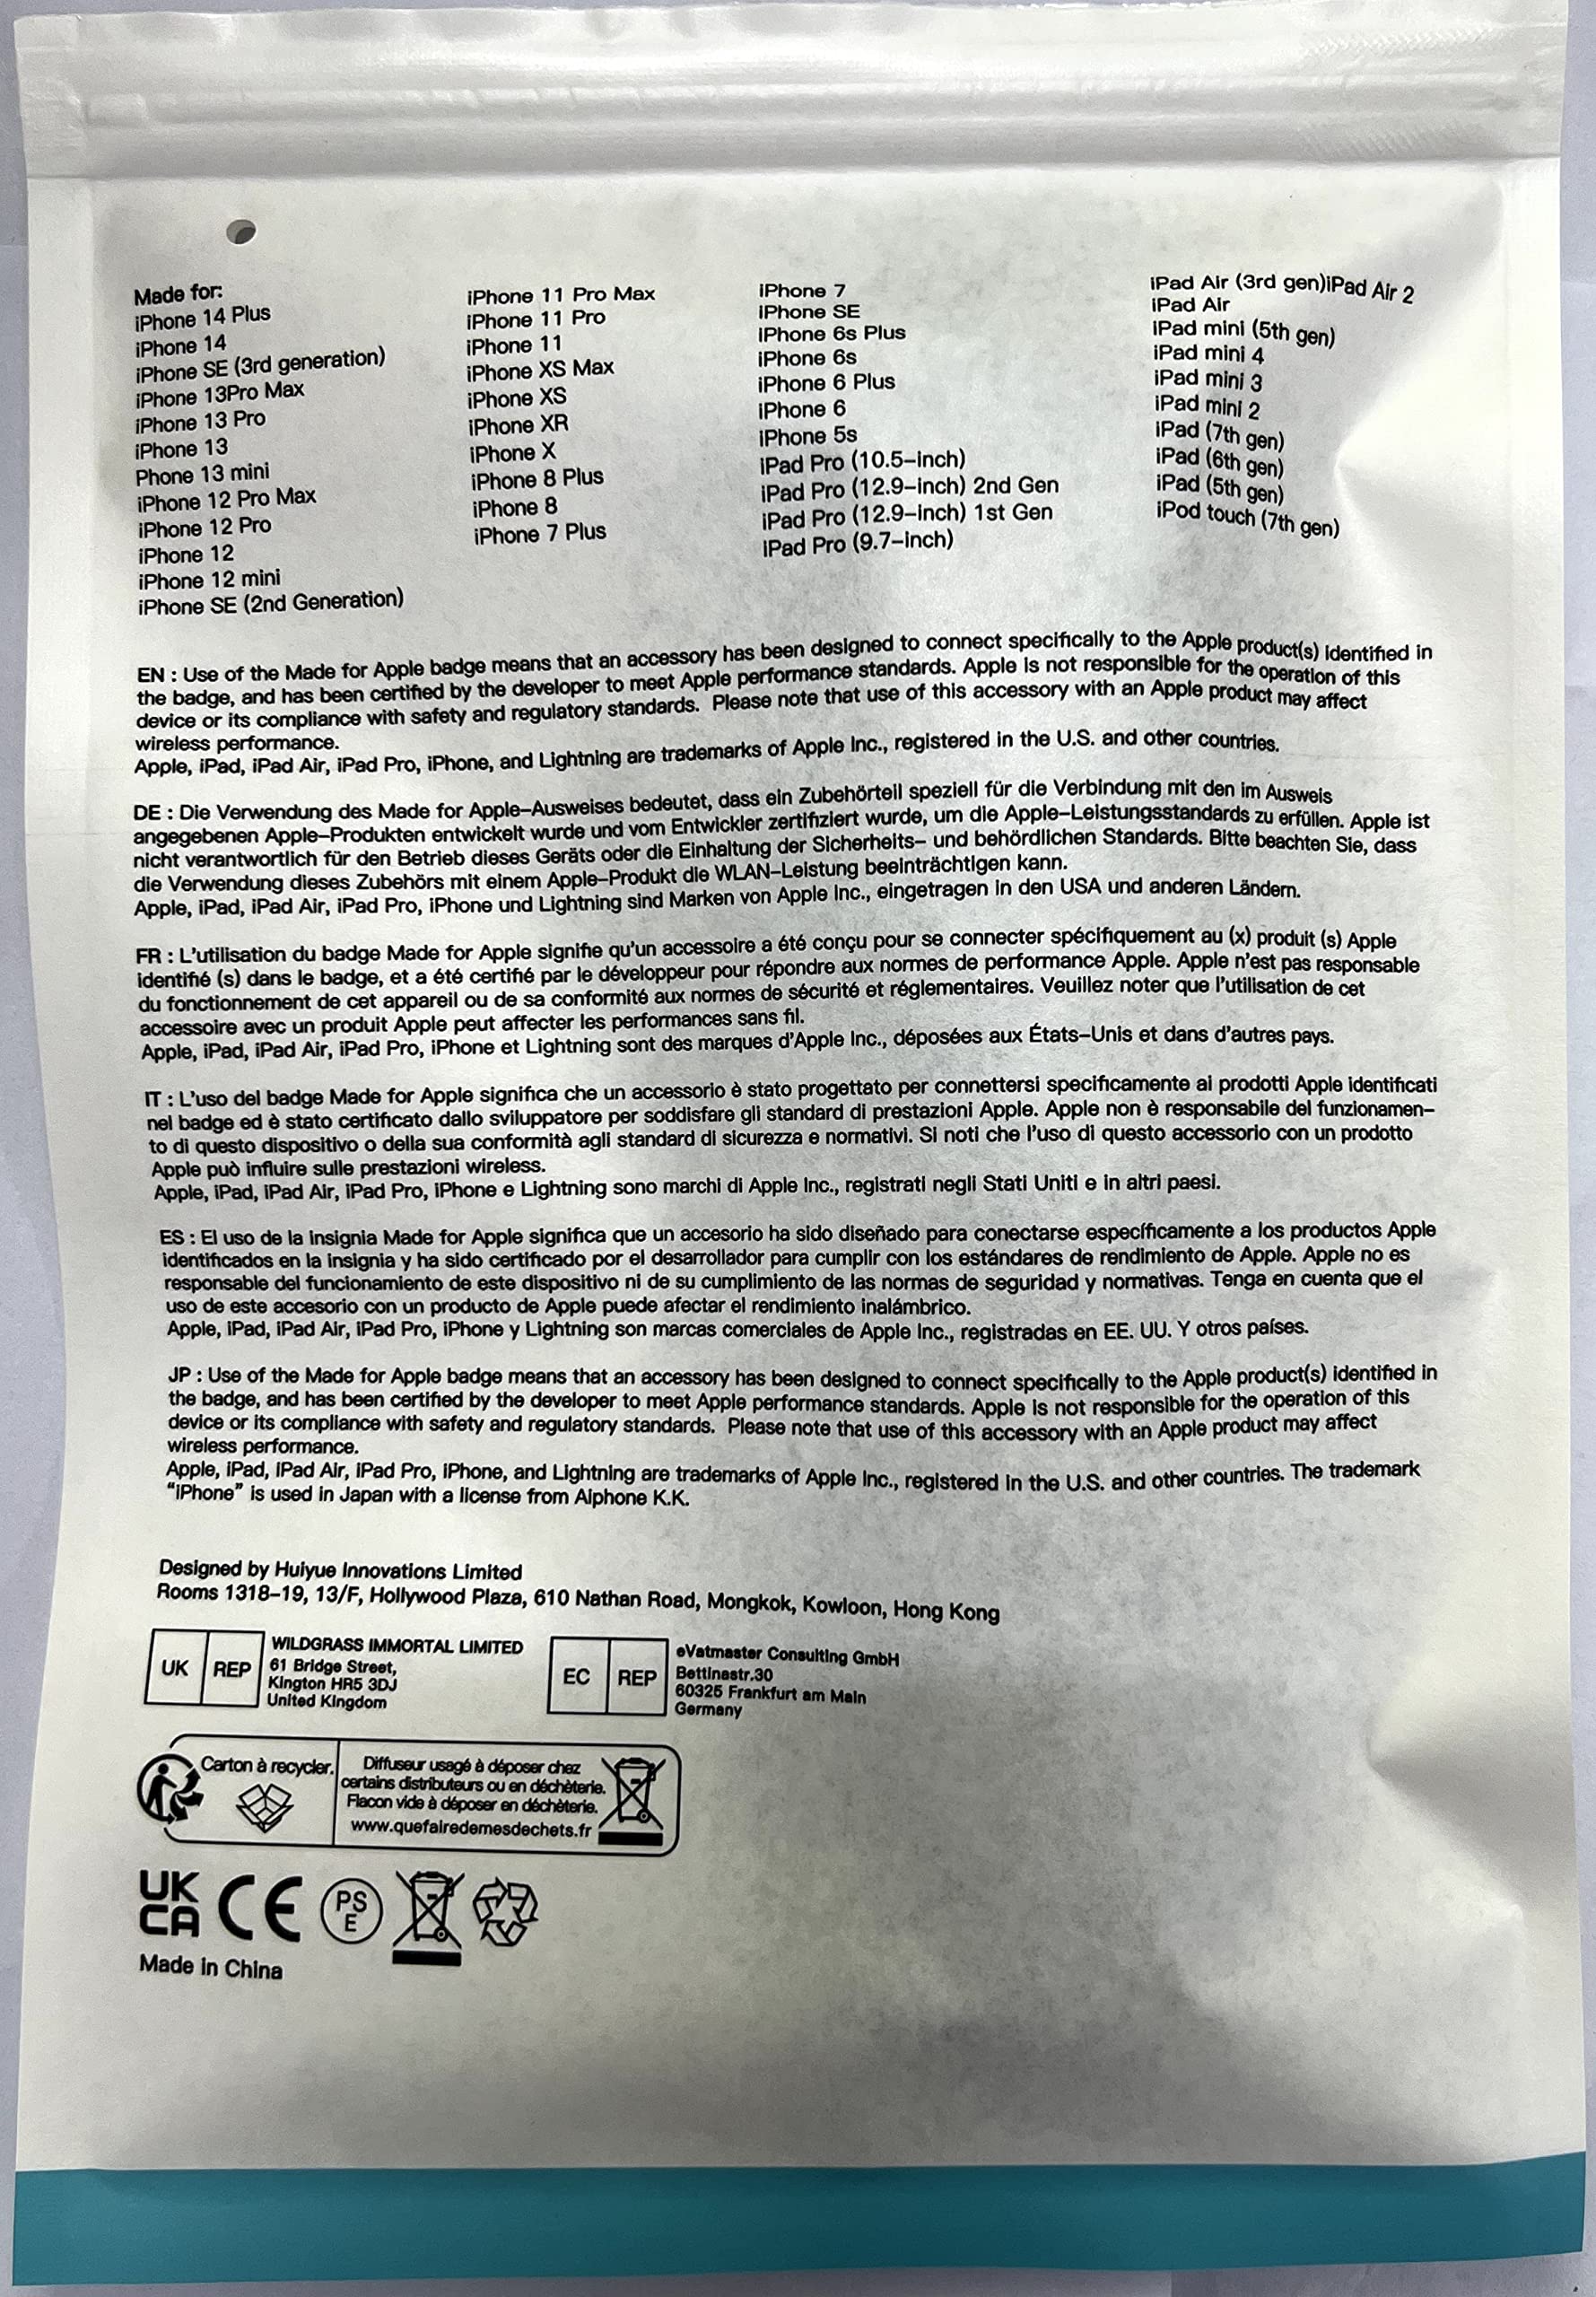 Made for:
iPhone 14 Plus
iPhone 14
iPhone SE (3rd generation)
iPhone 13Pro Max
iPhone 13 Pro
iPhone 13
Phone 13 mini
iPhone 12 Pro Max
iPhone 12 Pro
iPhone 12
iPhone 12 mini
iPhone SE (2nd Generation)
iPhone 11 Pro Max
iPhone 11 Pro
iPhone 11
iPhone XS Max
iPhone XS
iPhone XR
iPhone X
iPhone 8 Plus
iPhone 8
iPhone 7 Plus
iPhone 7
iPhone SE
iPhone 6s Plus
iPhone 6s
iPhone 6 Plus
iPhone 6
iPhone 5s
iPad Pro (10.5-inch)
iPad Pro (12.9-inch) 2nd Gen
iPad Pro (12.9-inch) 1st Gen
iPad Pro (9.7-inch)
iPad Air (3rd gen)iPad Air 2
iPad Air
iPad mini (5th gen)
iPad mini 4
iPad mini 3
iPad mini 2
iPad (7th gen)
iPad (6th gen)
iPad (5th gen)
iPod touch (7th gen)
EN : Use of the Made for Apple badge means that an accessory has been designed to connect specifically to the Apple product(s) identified in
the badge, and has been certified by the developer to meet Apple performance standards. Apple is not responsible for the operation of this
device or its compliance with safety and regulatory standards. Please note that use of this accessory with an Apple product may affect
wireless performance.
Apple, iPad, iPad Air, iPad Pro, iPhone, and Lightning are trademarks of Apple Inc., registered in the U.S. and other countries.
DE : Die Verwendung des Made for Apple-Ausweises bedeutet, dass ein Zubehörteil speziell für die Verbindung mit den im Ausweis
angegebenen Apple-Produkten entwickelt wurde und vom Entwickler zertifiziert wurde, um die Apple-Leistungsstandards zu erfüllen. Apple ist
nicht verantwortlich für den Betrieb dieses Geräts oder die Einhaltung der Sicherheits- und behördlichen Standards. Bitte beachten Sie, dass
die Verwendung dieses Zubehörs mit einem Apple-Produkt die WLAN-Leistung beeinträchtigen kann.
Apple, iPad, iPad Air, iPad Pro, iPhone und Lightning sind Marken von Apple Inc., eingetragen in den USA und anderen Ländern.
FR : L'utilisation du badge Made for Apple signifie qu'un accessoire a été conçu pour se connecter spécifiquement au (x) produit (s) Apple
identifié (s) dans le badge, et a été certifié par le développeur pour répondre aux normes de performance Apple. Apple n'est pas responsable
du fonctionnement de cet appareil ou de sa conformité aux normes de sécurité et réglementaires. Veuillez noter que l'utilisation de cet
accessoire avec un produit Apple peut affecter les performances sans fil.
Apple, iPad, iPad Air, iPad Pro, iPhone et Lightning sont des marques d'Apple Inc., déposées aux États-Unis et dans d'autres pays.
IT : L'uso del badge Made for Apple significa che un accessorio è stato progettato per connettersi specificamente ai prodotti Apple identificati
nel badge ed è stato certificato dallo sviluppatore per soddisfare gli standard di prestazioni Apple. Apple non è responsabile del funzionamen-
to di questo dispositivo o della sua conformità agli standard di sicurezza e normativi. Si noti che l'uso di questo accessorio con un prodotto
Apple può influire sulle prestazioni wireless.
Apple, iPad, iPad Air, iPad Pro, iPhone e Lightning sono marchi di Apple Inc., registrati negli Stati Uniti e in altri paesi.
ES : El uso de la insignia Made for Apple significa que un accesorio ha sido diseñado para conectarse específicamente a los productos Apple
identificados en la insignia y ha sido certificado por el desarrollador para cumplir con los estándares de rendimiento de Apple. Apple no es
responsable del funcionamiento de este dispositivo ni de su cumplimiento de las normas de seguridad y normativas. Tenga en cuenta que el
uso de este accesorio con un producto de Apple puede afectar el rendimiento inalámbrico.
Apple, iPad, iPad Air, iPad Pro, iPhone y Lightning son marcas comerciales de Apple Inc., registradas en EE. UU. Y otros países.
JP : Use of the Made for Apple badge means that an accessory has been designed to connect specifically to the Apple product(s) identified in
the badge, and has been certified by the developer to meet Apple performance standards. Apple is not responsible for the operation of this
device or its compliance with safety and regulatory standards. Please note that use of this accessory with an Apple product may affect
wireless performance.
Apple, iPad, iPad Air, iPad Pro, iPhone, and Lightning are trademarks of Apple Inc., registered in the U.S. and other countries. The trademark
"iPhone" is used in Japan with a license from Aiphone K.K.
Designed by Huiyue Innovations Limited
Rooms 1318-19, 13/F, Hollywood Plaza, 610 Nathan Road, Mongkok, Kowloon, Hong Kong
UK REP
WILDGRASS IMMORTAL LIMITED
61 Bridge Street,
Kington HR5 3DJ
United Kingdom
EC REP
eVatmaster Consulting GmbH
Bettinastr.30
60325 Frankfurt am Main
Germany
Carton à recycler.
Diffuseur usagé à déposer chez
certains distributeurs ou en déchèterie.
Flacon vide à déposer en déchèterie.
www.quefairedemesdechets.fr
UK
CA
CE
PS
E
Made in China